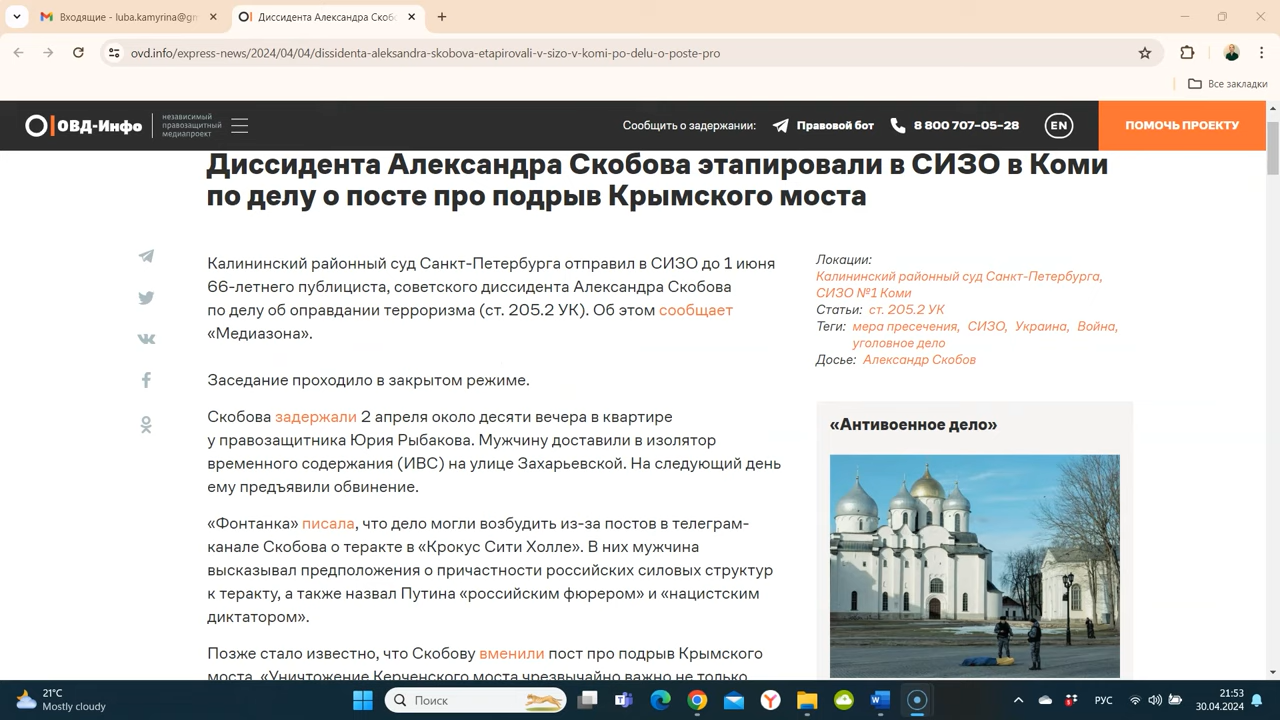 Входящие - luba.kamyrina@gm
Диссидента Александра Скобо
ovd.info/express-news/2024/04/04/dissidenta-aleksandra-skobova-etapirovali-v-sizo-v-komi-po-delu-o-poste-pro
Все закладки
ОВД-Инфо
независимый
правозащитный
медиапроект
Сообщить о задержании:
Правовой бот
8 800 707-05-28
EN
ПОМОЧЬ ПРОЕКТУ
Диссидента Александра Скобова этапировали в СИЗО в Коми
по делу о посте про подрыв Крымского моста
Калининский районный суд Санкт-Петербурга отправил в СИЗО до 1 июня
66-летнего публициста, советского диссидента Александра Скобова
по делу об оправдании терроризма (ст. 205.2 УК). Об этом сообщает
«Медиазона».
Заседание проходило в закрытом режиме.
Скобова задержали 2 апреля около десяти вечера в квартире
у правозащитника Юрия Рыбакова. Мужчину доставили в изолятор
временного содержания (ИВС) на улице Захарьевской. На следующий день
ему предъявили обвинение.
«Фонтанка» писала, что дело могли возбудить из-за постов в телеграм-
канале Скобова о теракте в «Крокус Сити Холле». В них мужчина
высказывал предположения о причастности российских силовых структур
к теракту, а также назвал Путина «российским фюрером» и «нацистским
диктатором».
Позже стало известно, что Скобову вменили пост про подрыв Крымского
моста. «Уничтожение Керченского моста чрезвычайно важно не только
Локации:
Калининский районный суд Санкт-Петербурга,
СИЗО №1 Коми
Статьи: ст. 205.2 УК
Теги: мера пресечения, СИЗО, Украина, Война,
уголовное дело
Досье: Александр Скобов
«Антивоенное дело»
21°C
Mostly cloudy
Поиск
РУС
21:53
30.04.2024